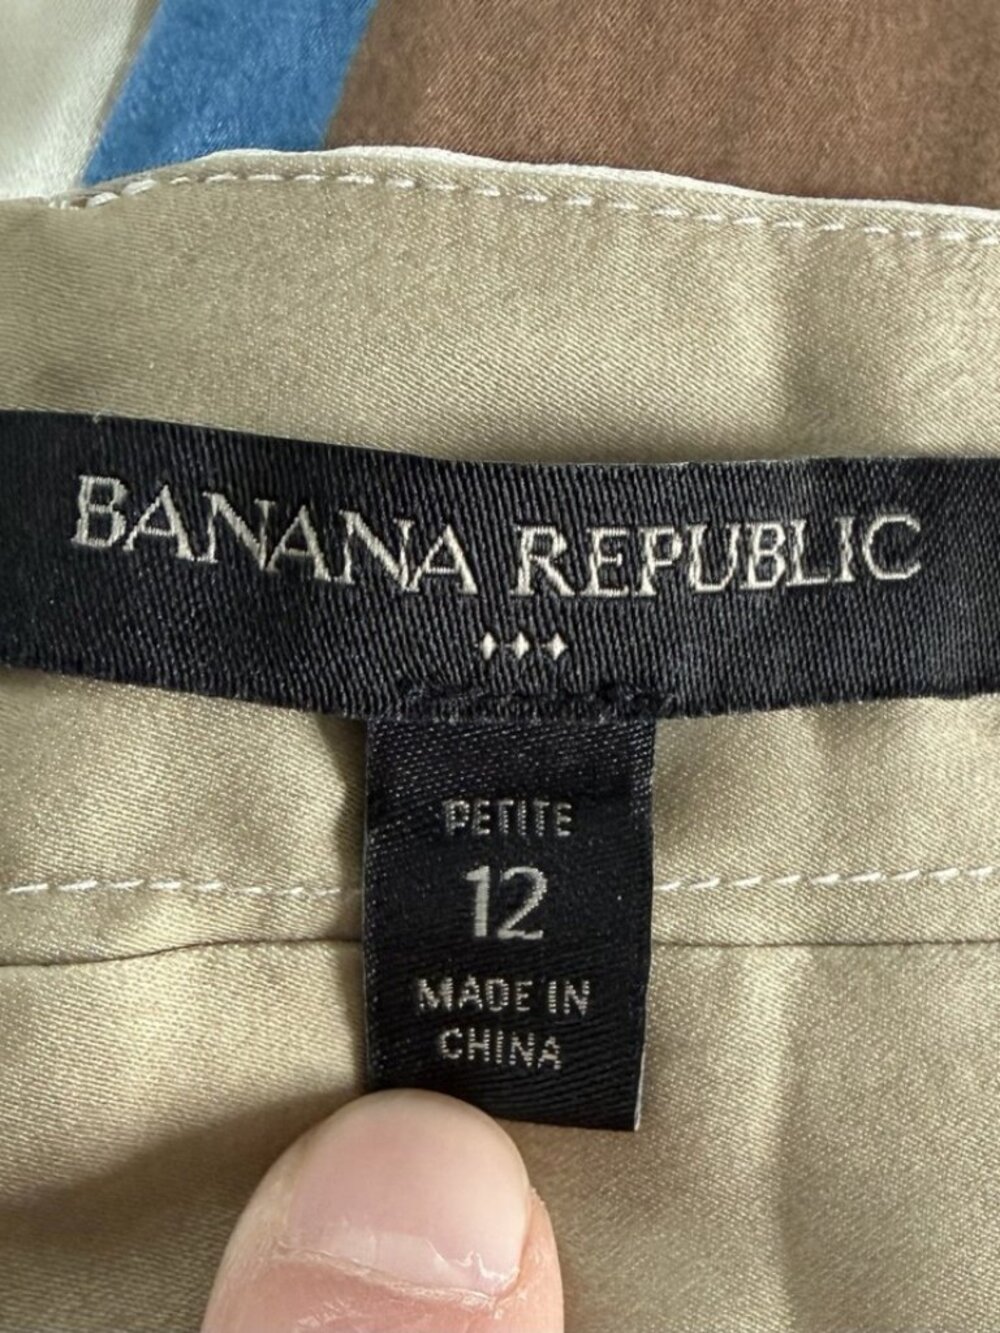 BANANA REPUBLIC
PETITE
12
MADE IN
CHINA